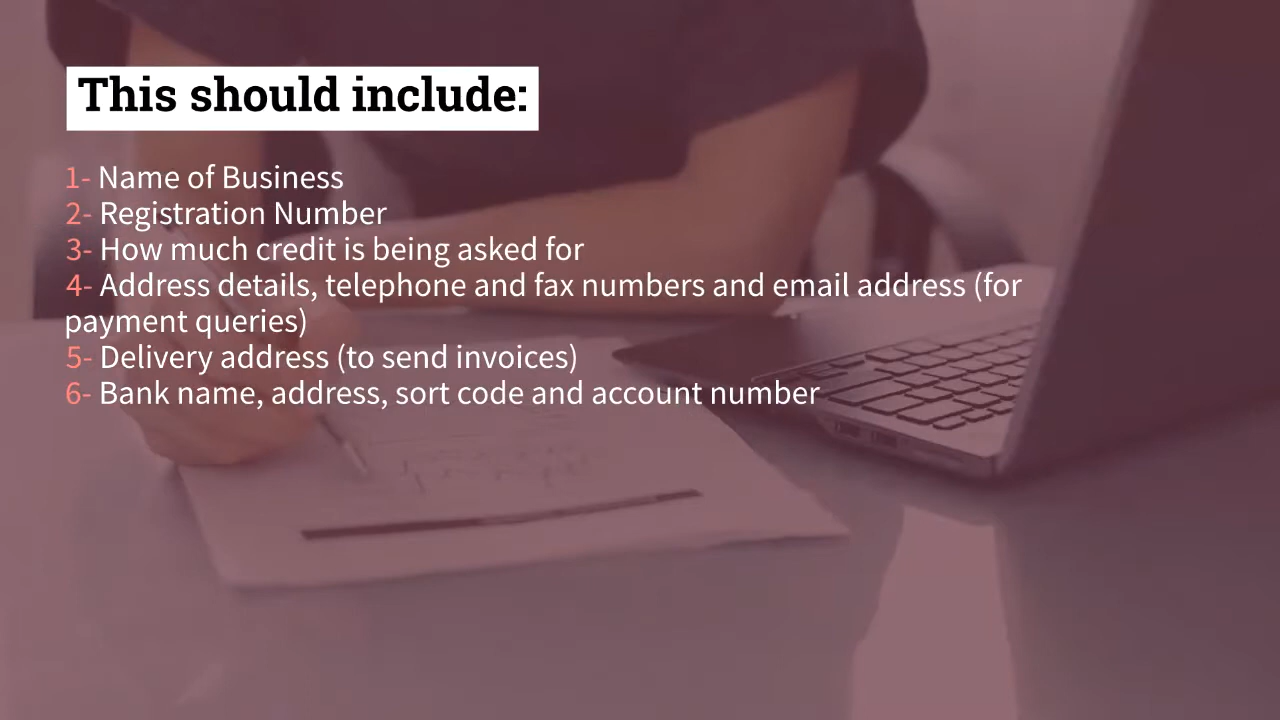 This should include:
1- Name of Business
2- Registration Number
3- How much credit is being asked for
4- Address details, telephone and fax numbers and email address (for
payment queries)
5- Delivery address (to send invoices)
6- Bank name, address, sort code and account number